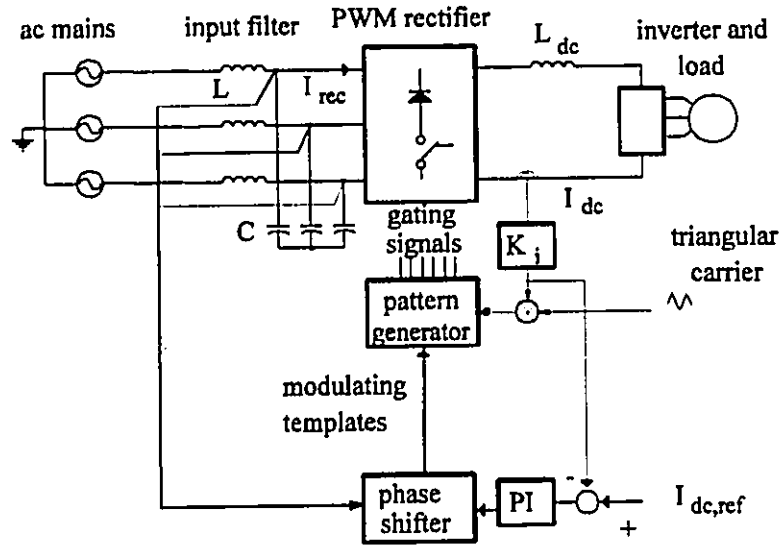 ac mains
input filter
PWM rectifier
L dc
inverter and
load
L
I rec
C
I dc
gating
signals
K i
triangular
carrier
pattern
generator
modulating
templates
phase
shifter
PI
-
+
I dc,ref